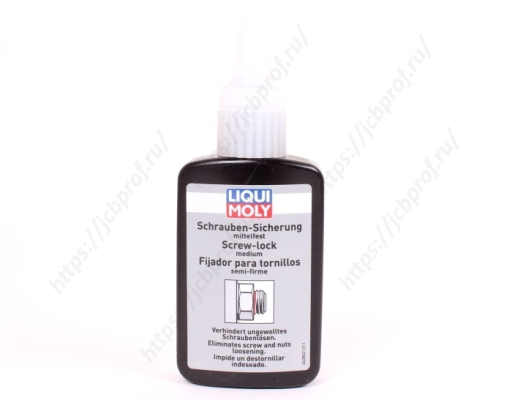 LIQUI
MOLY
Schrauben-Sicherung
mittelfest
Screw-lock
medium
Fijador para tornillos
semi-firme
Verhindert ungewolltes
Schraubenlösen.
Eliminates screw and nuts
loosening.
Impide un destornillar
indeseado.
https://jcbprof.ru/
https://jcbprof.ru/
https://jcbprof.ru/
https://jcbprof.ru/